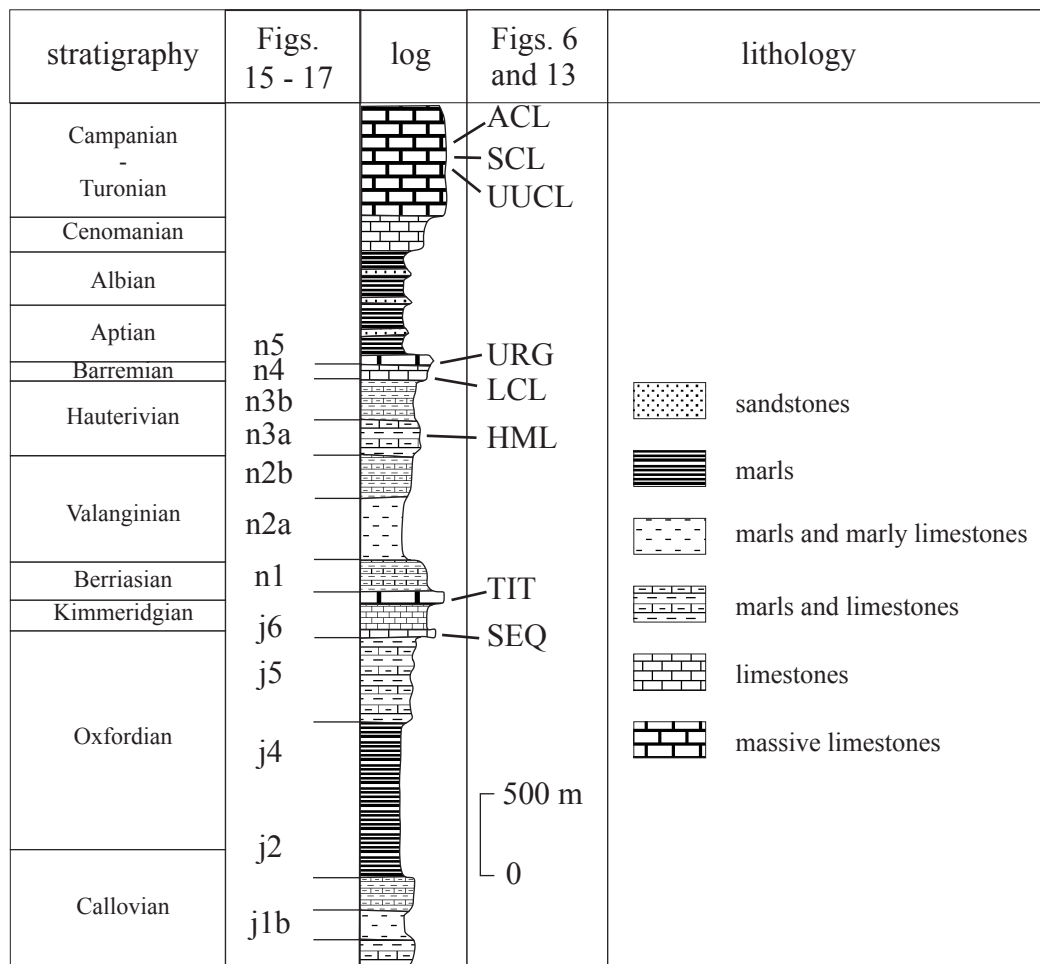 stratigraphy
Figs.
15 - 17
log
Figs. 6
and 13
lithology
Campanian
-
Turonian
Cenomanian
Albian
Aptian
Barremian
Hauterivian
Valanginian
Berriasian
Kimmeridgian
Oxfordian
Callovian
n5
n4
n3b
n3a
n2b
n2a
n1
j6
j5
j4
j2
j1b
ACL
SCL
UUCL
URG
LCL
HML
TIT
SEQ
500 m
0
sandstones
marls
marls and marly limestones
marls and limestones
limestones
massive limestones